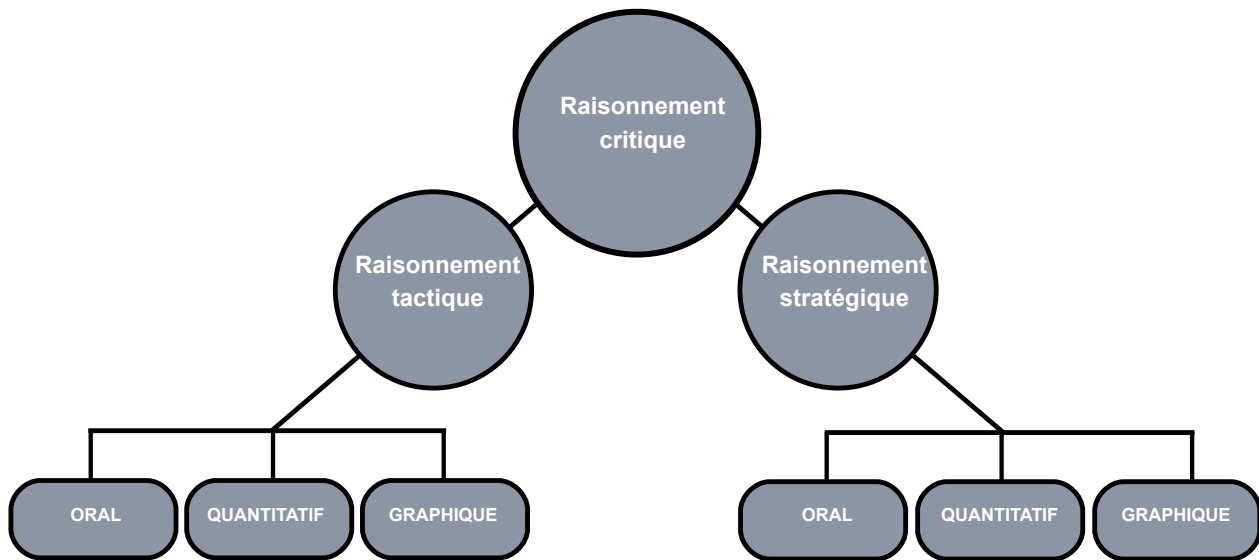 Raisonnement
critique
Raisonnement
tactique
Raisonnement
stratégique
ORAL
QUANTITATIF
GRAPHIQUE
ORAL
QUANTITATIF
GRAPHIQUE